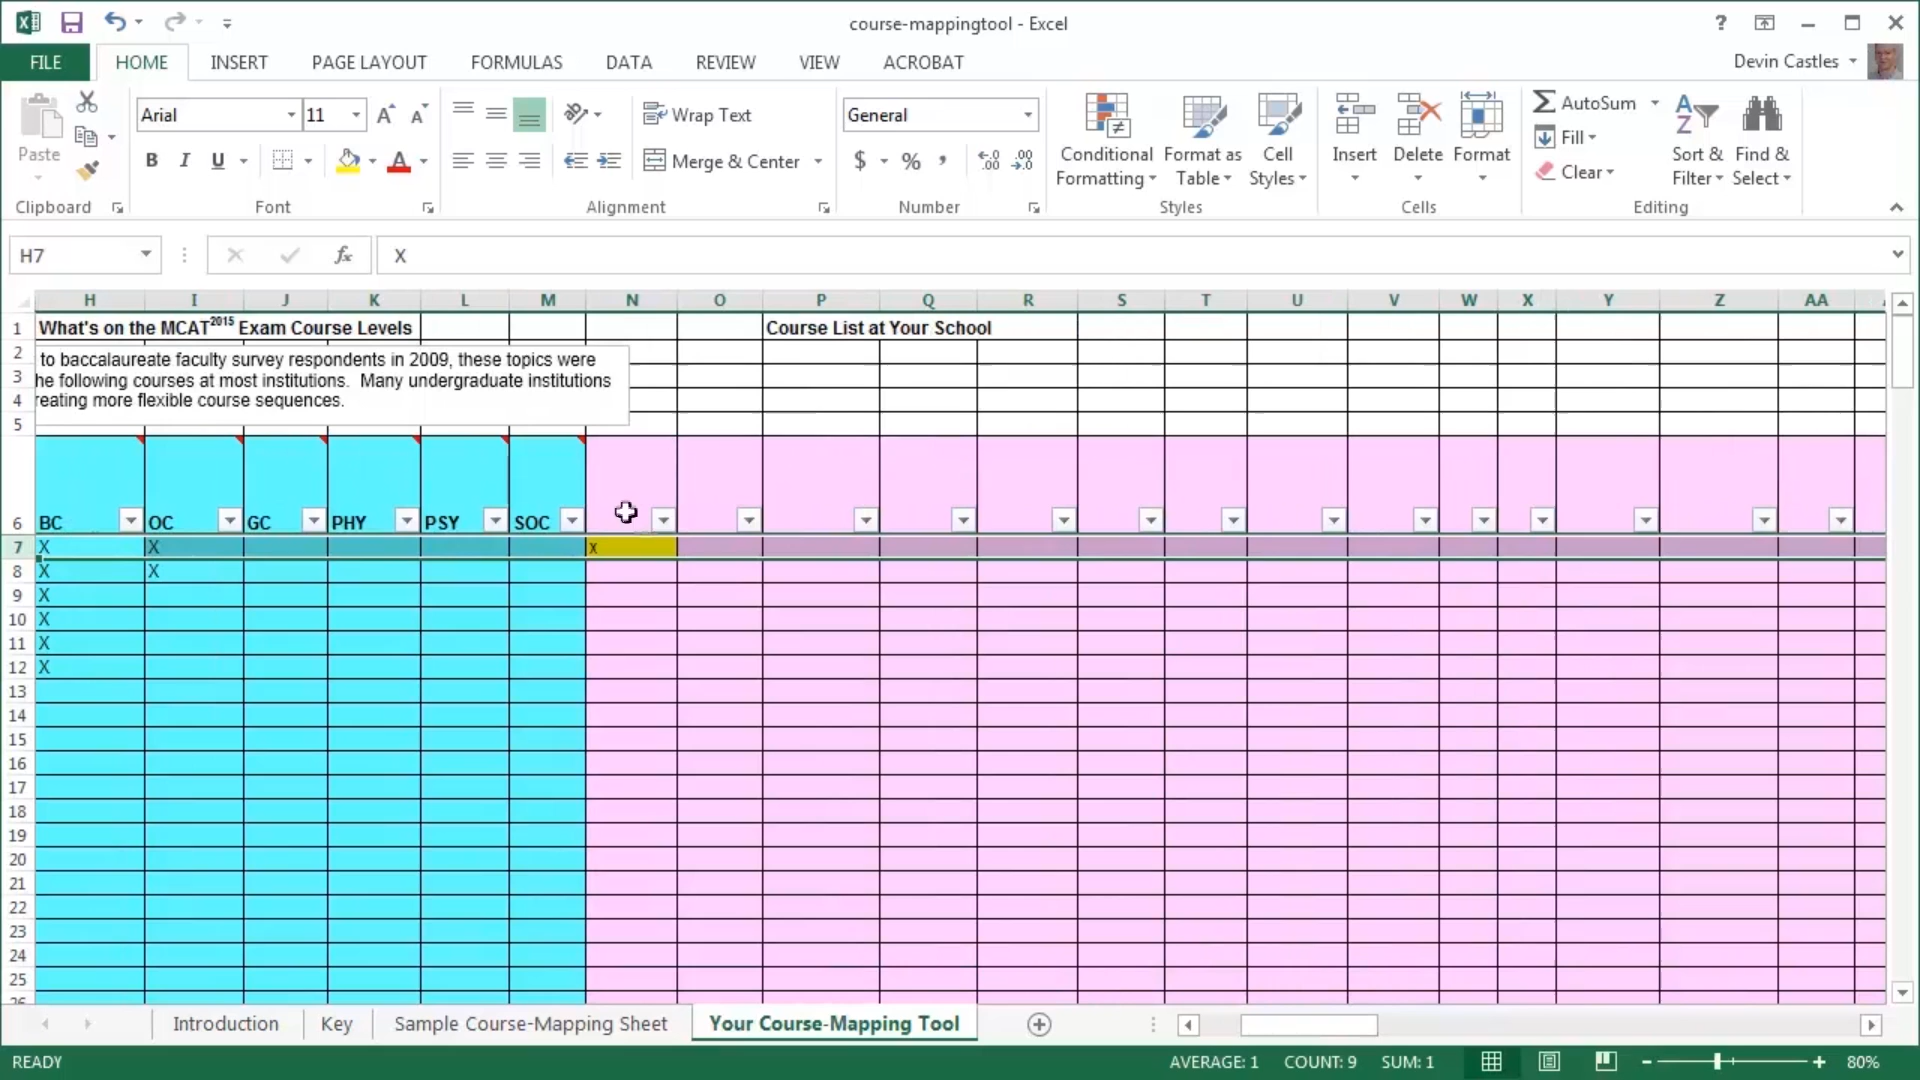 course-mappingtool - Excel
?
FILE HOME INSERT PAGE LAYOUT FORMULAS DATA REVIEW VIEW ACROBAT
Devin Castles
Paste
Clipboard
Arial 11
B I U A
Font
Wrap Text
Merge & Center
Alignment
General
$ % ,
Number
Conditional Formatting
Format as Table
Cell Styles
Styles
Insert Delete Format
Cells
AutoSum
Fill
Clear
Sort & Filter
Find & Select
Editing
H7 fx X
H I J K L M N O P Q R S T U V W X Y Z AA
1 What's on the MCAT2015 Exam Course Levels Course List at Your School
2 to baccalaureate faculty survey respondents in 2009, these topics were
3 he following courses at most institutions. Many undergraduate institutions
4 reating more flexible course sequences.
5
6 BC OC GC PHY PSY SOC
7 X X x
8 X X
9 X
10 X
11 X
12 X
13
14
15
16
17
18
19
20
21
22
23
24
25
26
Introduction Key Sample Course-Mapping Sheet Your Course-Mapping Tool
READY AVERAGE: 1 COUNT: 9 SUM: 1 80%